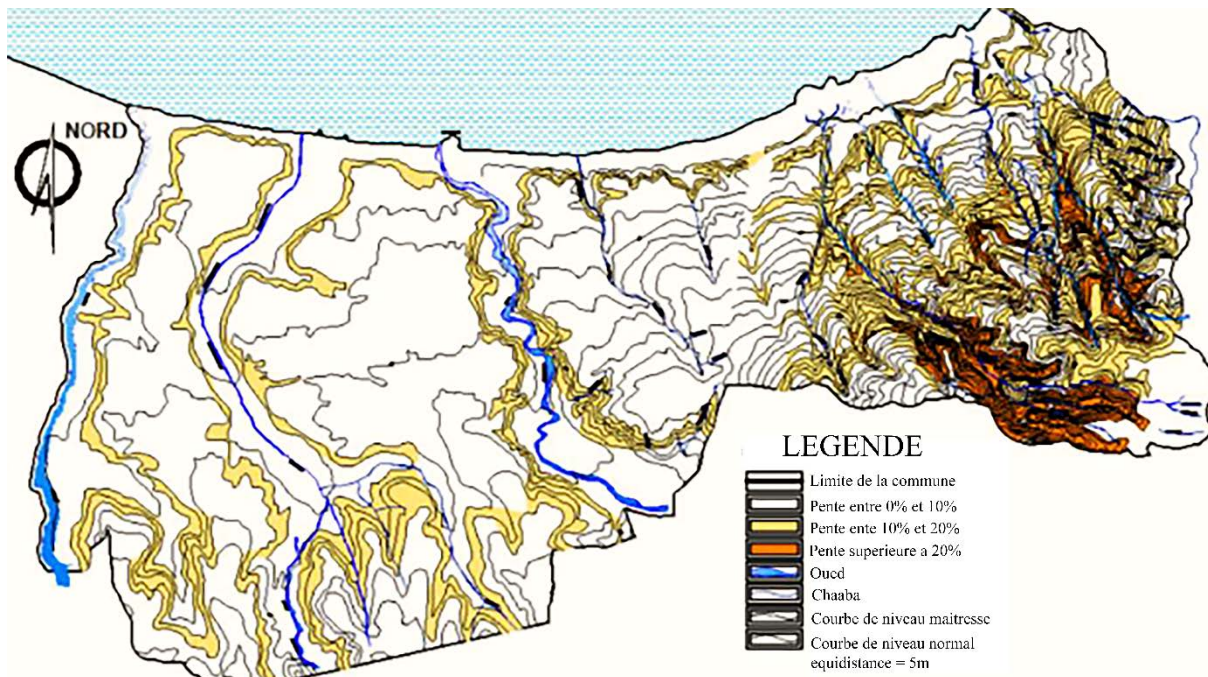 NORD
LEGENDE
Limite de la commune
Pente entre 0% et 10%
Pente ente 10% et 20%
Pente superieure a 20%
Oued
Chaaba
Courbe de niveau maitresse
Courbe de niveau normal
equidistance = 5m